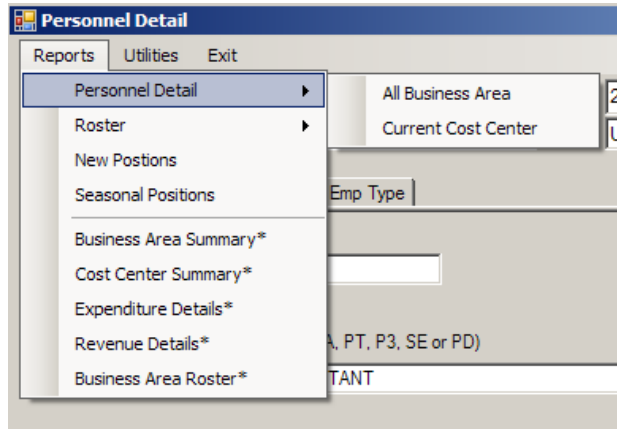 Personnel Detail
Reports Utilities Exit
Personnel Detail
All Business Area
Roster
Current Cost Center
New Postions
Seasonal Positions
Emp Type
Business Area Summary*
Cost Center Summary*
Expenditure Details*
Revenue Details*
, PT, P3, SE or PD)
Business Area Roster*
TANT